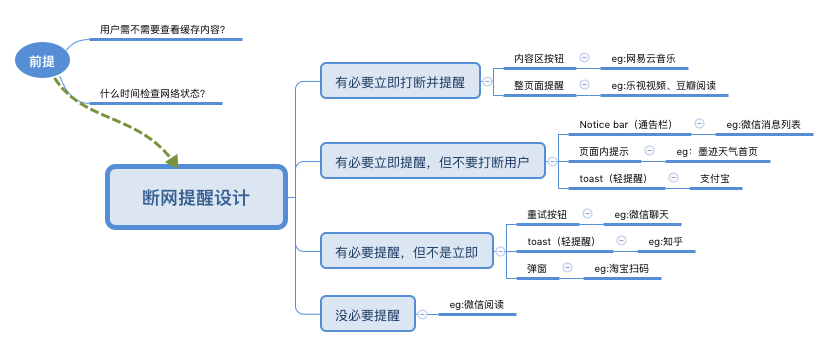 用户需不需要查看缓存内容?
前提
什么时间检查网络状态?
断网提醒设计
有必要立即打断并提醒
内容区按钮
eg:网易云音乐
整页面提醒
eg:乐视视频、豆瓣阅读
有必要立即提醒，但不要打断用户
Notice bar（通告栏）
eg:微信消息列表
页面内提示
eg：墨迹天气首页
toast（轻提醒）
支付宝
有必要提醒，但不是立即
重试按钮
eg:微信聊天
toast（轻提醒）
eg:知乎
弹窗
eg:淘宝扫码
没必要提醒
eg:微信阅读